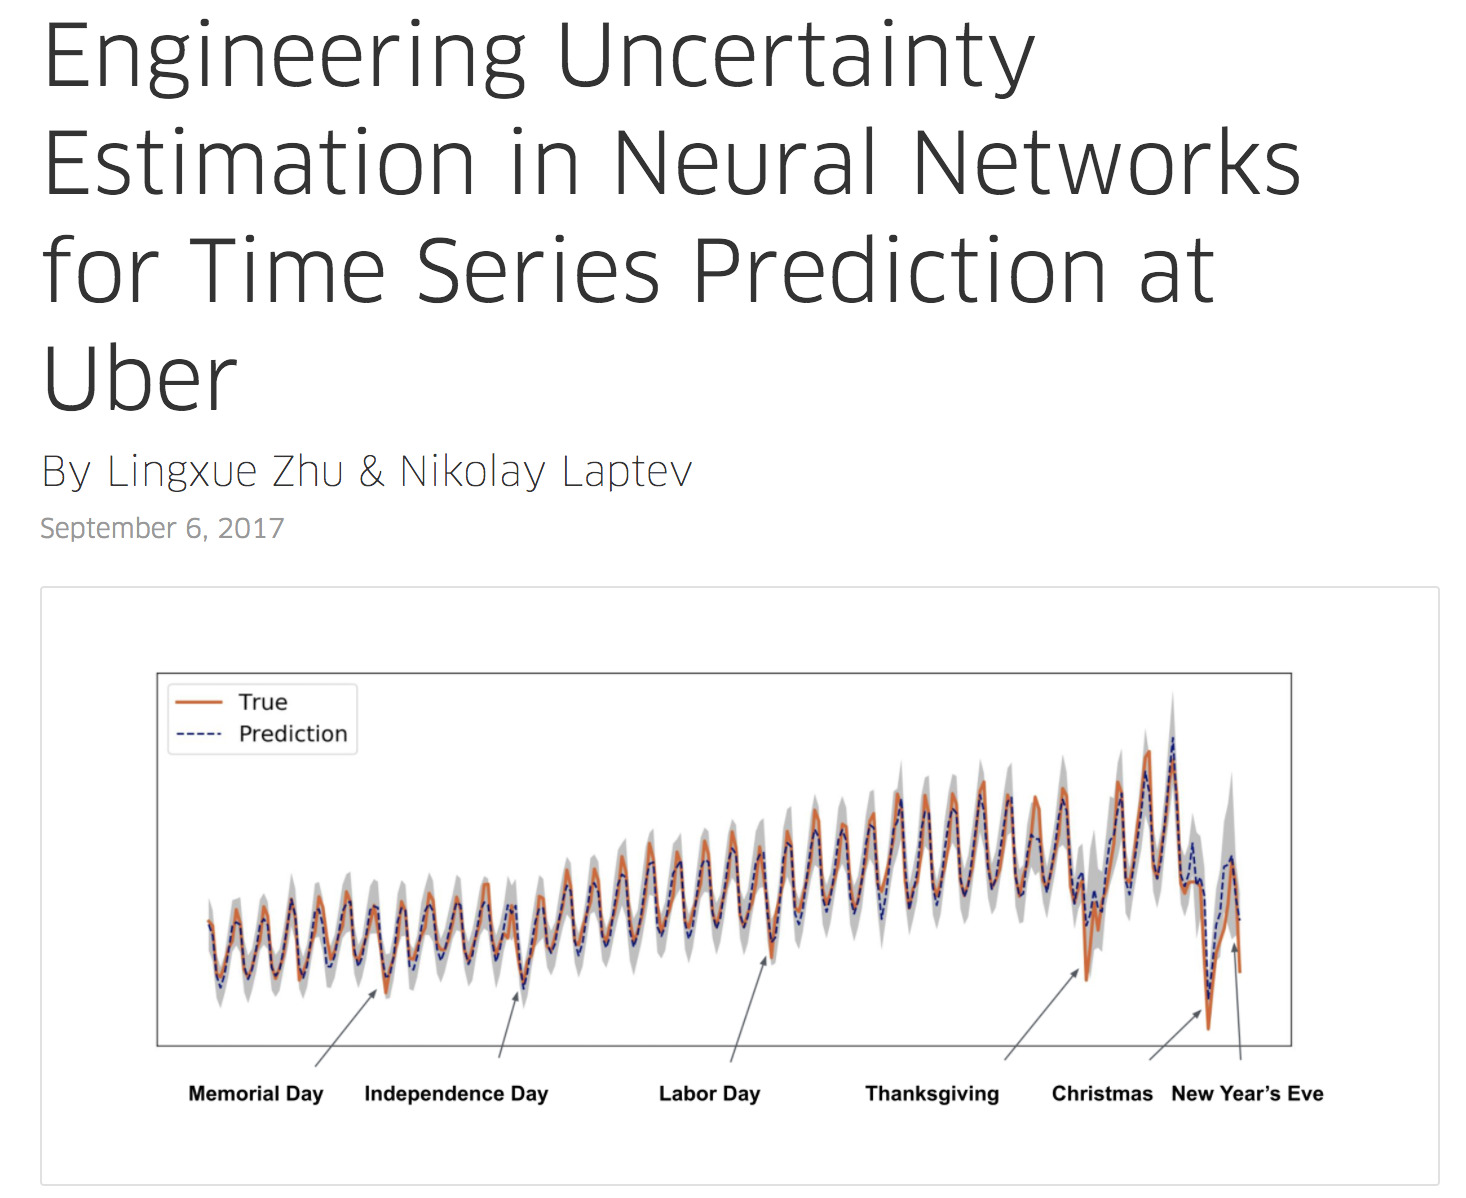 Engineering Uncertainty
Estimation in Neural Networks
for Time Series Prediction at
Uber
By Lingxue Zhu & Nikolay Laptev
September 6, 2017
True
Prediction
Memorial Day
Independence Day
Labor Day
Thanksgiving
Christmas
New Year’s Eve